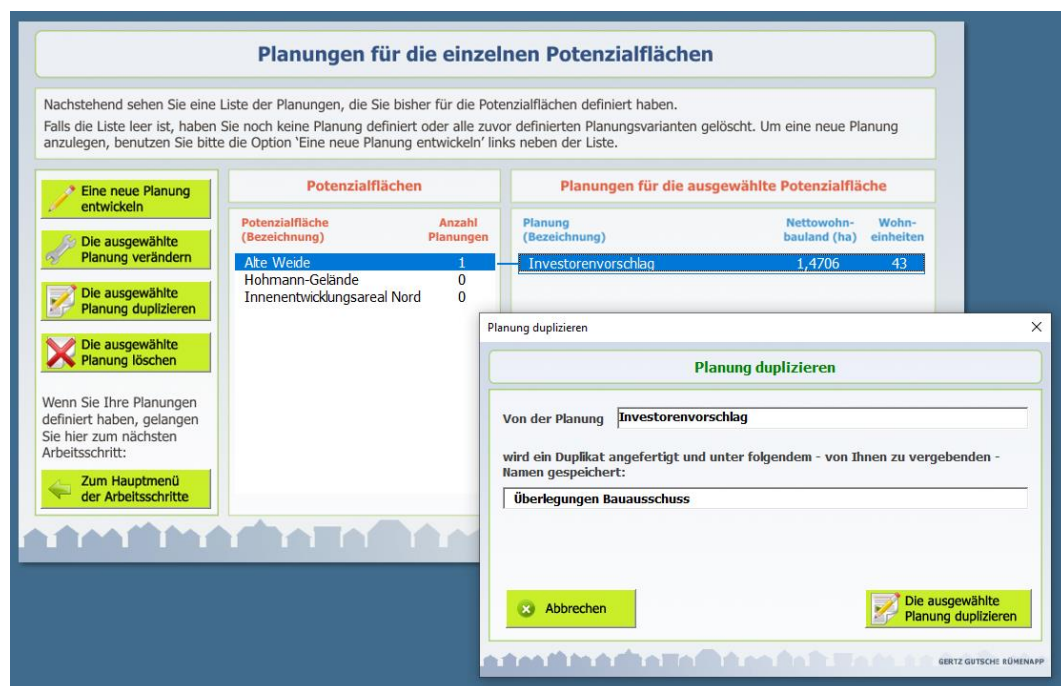 Planungen für die einzelnen Potenzialflächen
Nachstehend sehen Sie eine Liste der Planungen, die Sie bisher für die Potenzialflächen definiert haben.
Falls die Liste leer ist, haben Sie noch keine Planung definiert oder alle zuvor definierten Planungsvarianten gelöscht. Um eine neue Planung
anzulegen, benutzen Sie bitte die Option 'Eine neue Planung entwickeln' links neben der Liste.
Eine neue Planung
entwickeln
Die ausgewählte
Planung verändern
Die ausgewählte
Planung duplizieren
Die ausgewählte
Planung löschen
Wenn Sie Ihre Planungen
definiert haben, gelangen
Sie hier zum nächsten
Arbeitsschritt:
Zum Hauptmenü
der Arbeitsschritte
Potenzialflächen
Potenzialfläche Anzahl
(Bezeichnung) Planungen
Alte Weide 1
Hohmann-Gelände 0
Innenentwicklungsareal Nord 0
Planungen für die ausgewählte Potenzialfläche
Planung Nettowohn- Wohn-
(Bezeichnung) bauland (ha) einheiten
Investorenvorschlag 1,4706 43
Planung duplizieren
Planung duplizieren
Von der Planung Investorenvorschlag
wird ein Duplikat angefertigt und unter folgendem - von Ihnen zu vergebenden -
Namen gespeichert:
Überlegungen Bauausschuss
Abbrechen
Die ausgewählte
Planung duplizieren
GERTZ GUTSCHE RÜMENAPP